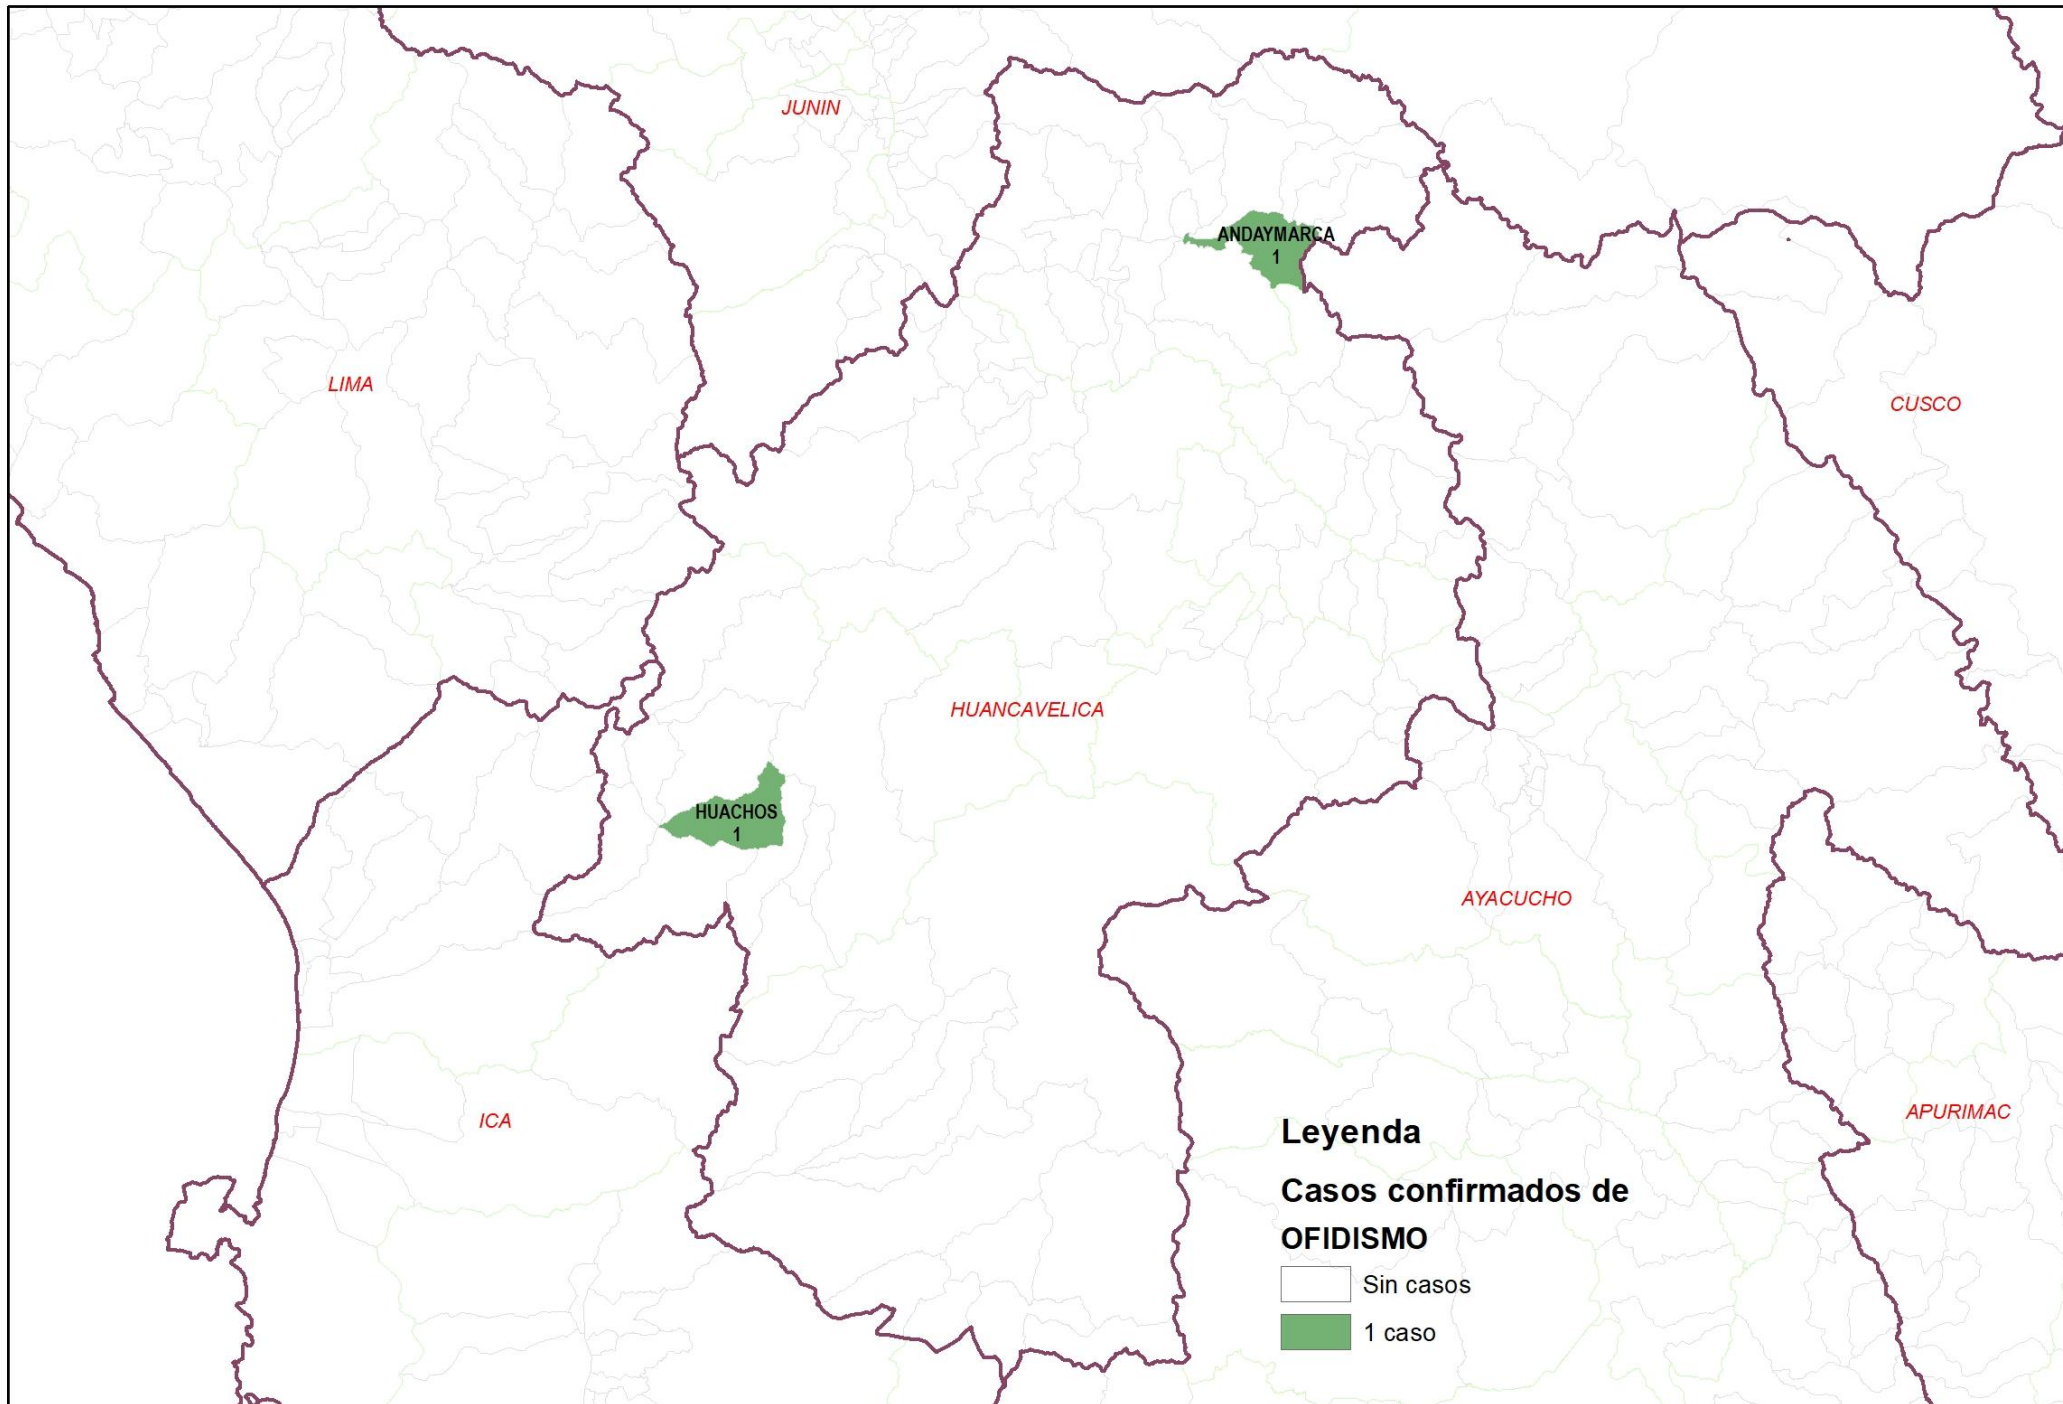 JUNIN
ANDAYMARCA
1
LIMA
CUSCO
HUANCAVELICA
HUACHOS
1
AYACUCHO
ICA
APURIMAC
Leyenda
Casos confirmados de
OFIDISMO
Sin casos
1 caso